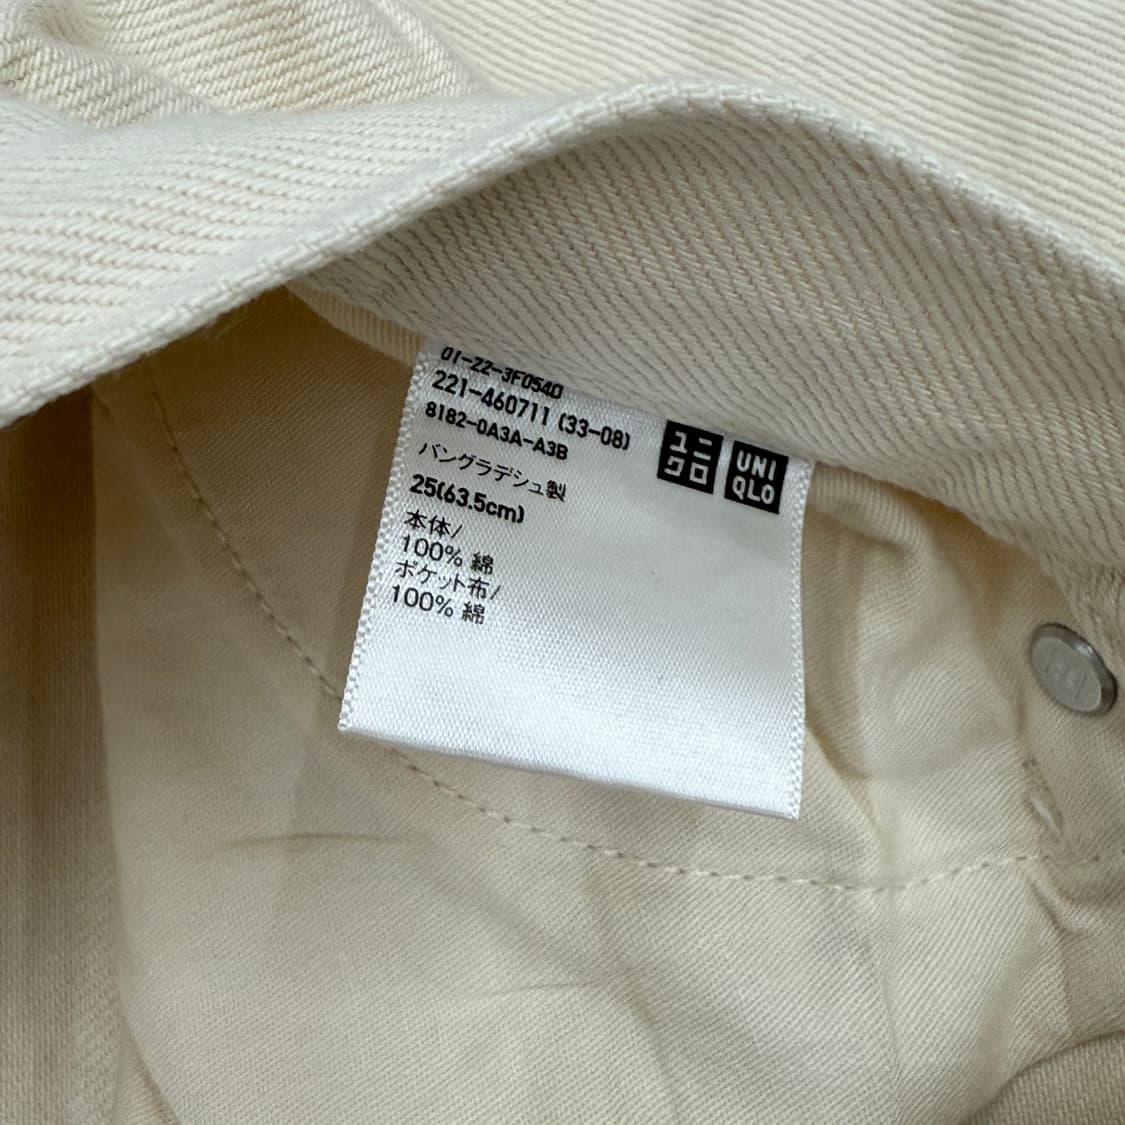 01-22-3F0540
221-460711 (33-08)
8182-0A3A-A3B
バングラデシュ製
25(63.5cm)
本体/
100% 綿
ポケット布/
100% 綿
ユニ
クロ
UNI
QLO